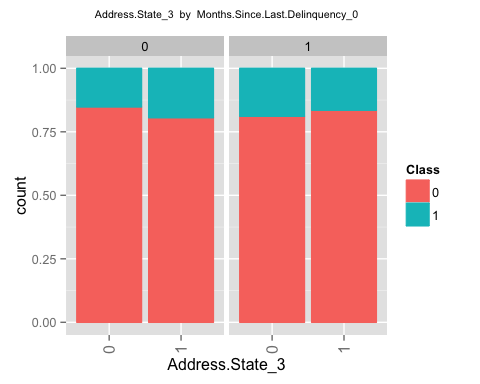 Address.State_3 by Months.Since.Last.Delinquency_0
0 1
1.00
0.75
0.50
0.25
0.00
count
0 1 0 1
Address.State_3
Class
0
1